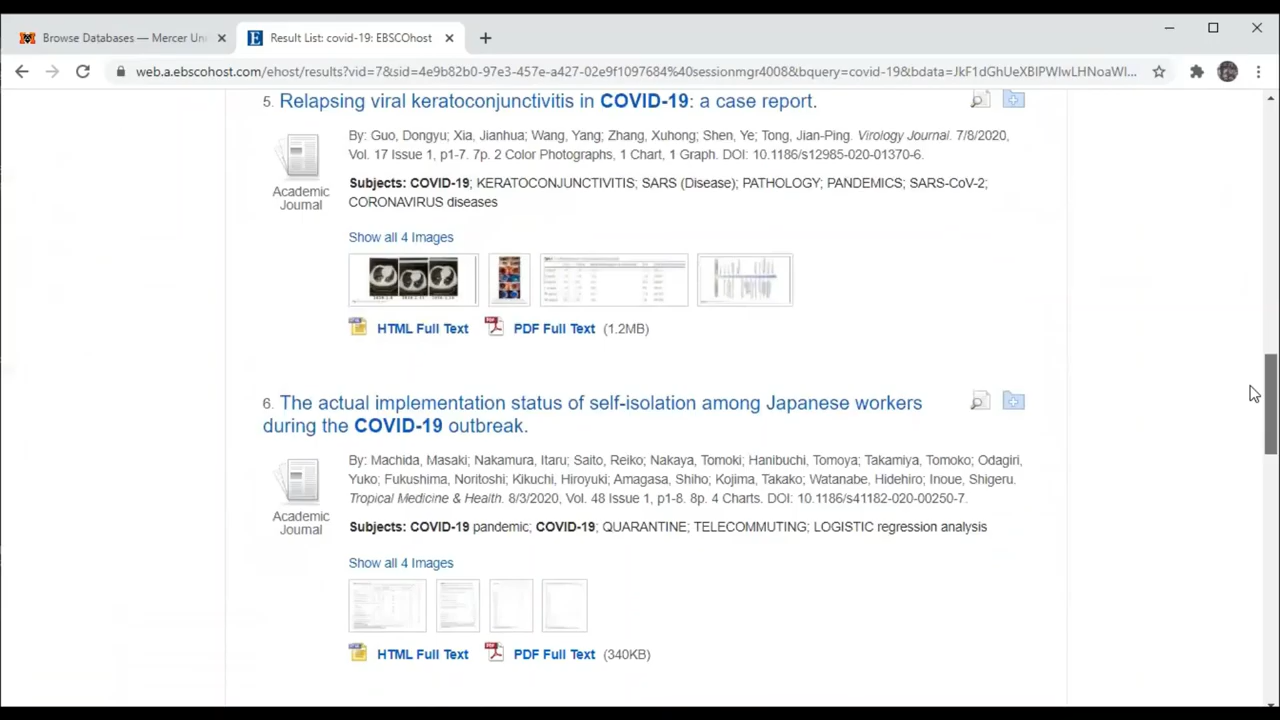 Browse Databases — Mercer Uni
Result List: covid-19: EBSCOhost
web.a.ebscohost.com/ehost/results?vid=7&sid=4e9b82b0-97e3-457e-a427-02e9f1097684%40sessionmgr4008&bquery=covid-19&bdata=JkF1dGhUeXBlPWlwLHNoaWl...
5. Relapsing viral keratoconjunctivitis in COVID-19: a case report.
By: Guo, Dongyu; Xia, Jianhua; Wang, Yang; Zhang, Xuhong; Shen, Ye; Tong, Jian-Ping. Virology Journal. 7/8/2020,
Vol. 17 Issue 1, p1-7. 7p. 2 Color Photographs, 1 Chart, 1 Graph. DOI: 10.1186/s12985-020-01370-6.
Academic
Journal
Subjects: COVID-19; KERATOCONJUNCTIVITIS; SARS (Disease); PATHOLOGY; PANDEMICS; SARS-CoV-2;
CORONAVIRUS diseases
Show all 4 Images
HTML Full Text PDF Full Text (1.2MB)
6. The actual implementation status of self-isolation among Japanese workers
during the COVID-19 outbreak.
By: Machida, Masaki; Nakamura, Itaru; Saito, Reiko; Nakaya, Tomoki; Hanibuchi, Tomoya; Takamiya, Tomoko; Odagiri,
Yuko; Fukushima, Noritoshi; Kikuchi, Hiroyuki; Amagasa, Shiho; Kojima, Takako; Watanabe, Hidehiro; Inoue, Shigeru.
Tropical Medicine & Health. 8/3/2020, Vol. 48 Issue 1, p1-8. 8p. 4 Charts. DOI: 10.1186/s41182-020-00250-7.
Academic
Journal
Subjects: COVID-19 pandemic; COVID-19; QUARANTINE; TELECOMMUTING; LOGISTIC regression analysis
Show all 4 Images
HTML Full Text PDF Full Text (340KB)